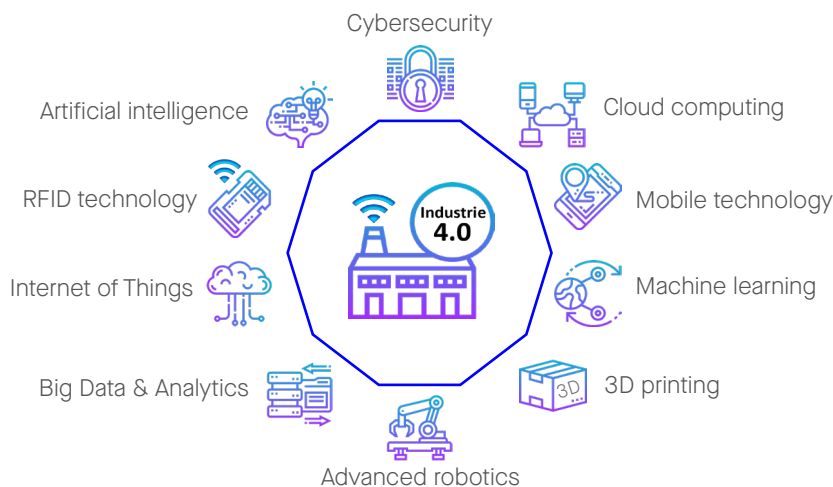 Cybersecurity
Artificial intelligence
Cloud computing
RFID technology
Mobile technology
Industrie
4.0
Internet of Things
Machine learning
Big Data & Analytics
3D
3D printing
Advanced robotics